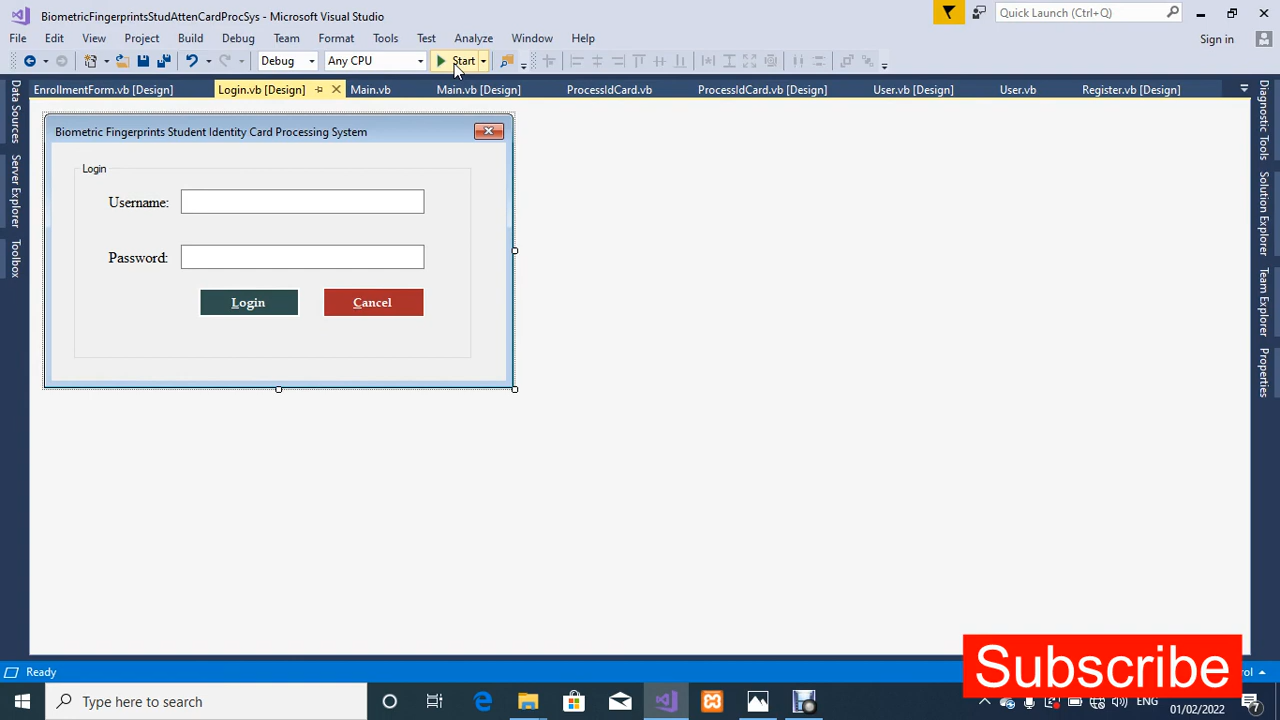 BiometricFingerprintsStudAttenCardProcSys - Microsoft Visual Studio
Quick Launch (Ctrl+Q)
File Edit View Project Build Debug Team Format Tools Test Analyze Window Help
Sign in
Debug Any CPU Start
EnrollmentForm.vb [Design] Login.vb [Design] Main.vb Main.vb [Design] ProcessIdCard.vb ProcessIdCard.vb [Design] User.vb [Design] User.vb Register.vb [Design]
Data Sources
Server Explorer
Toolbox
Biometric Fingerprints Student Identity Card Processing System
Login
Username:
Password:
Login Cancel
Diagnostic Tools
Solution Explorer
Team Explorer
Properties
Ready
Subscribe
Type here to search
ENG
01/02/2022
7